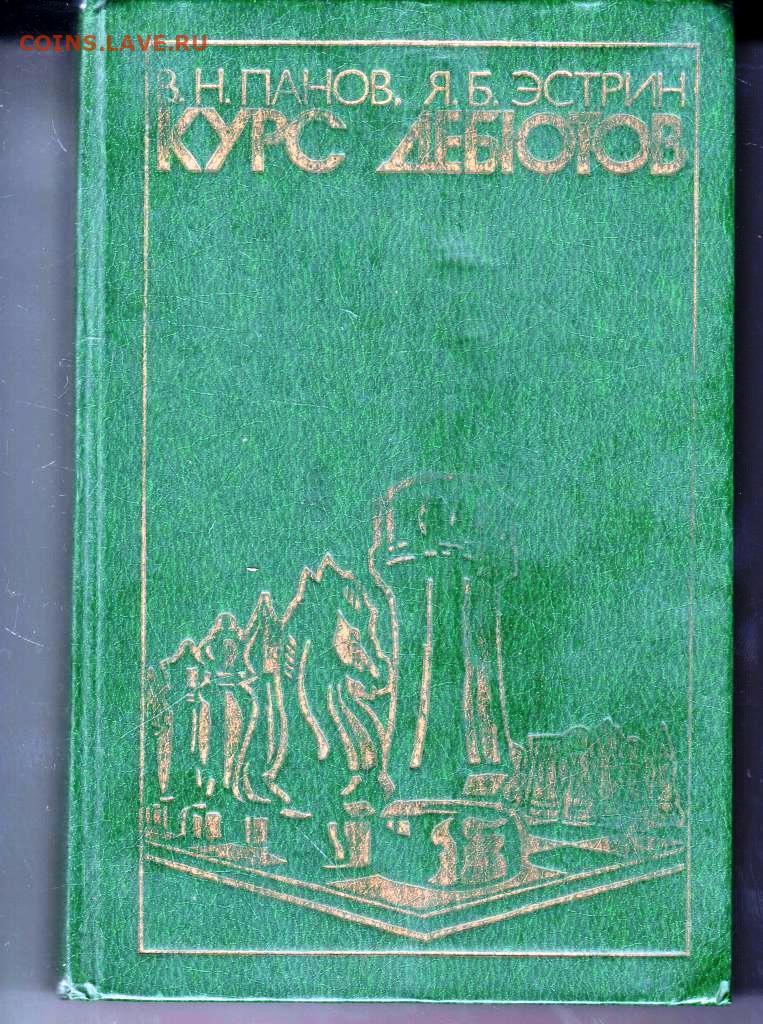 COINS.LAVE.RU
В. Н. ПАНОВ, Я. Б. ЭСТРИН
КУРС ДЕБЮТОВ